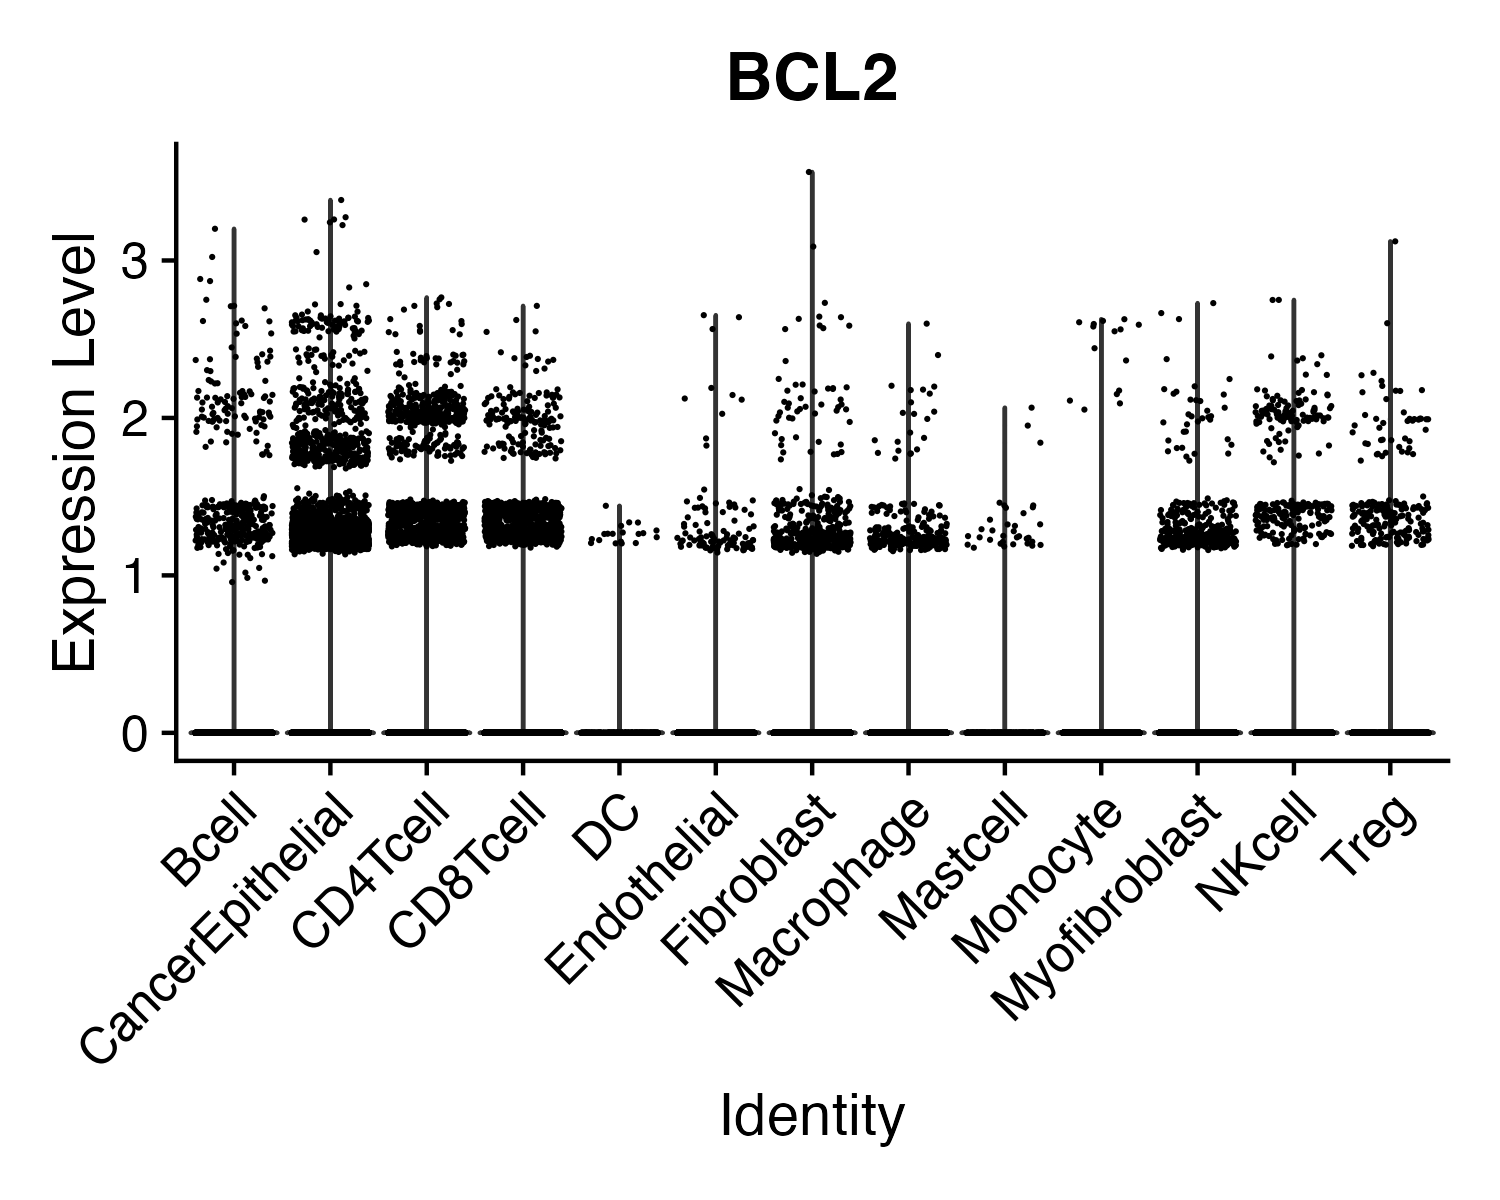 BCL2
Expression Level
3
2
1
0
Bcell
CancerEpithelial
CD4Tcell
CD8Tcell
DC
Endothelial
Fibroblast
Macrophage
Mastcell
Monocyte
Myofibroblast
NKcell
Treg
Identity